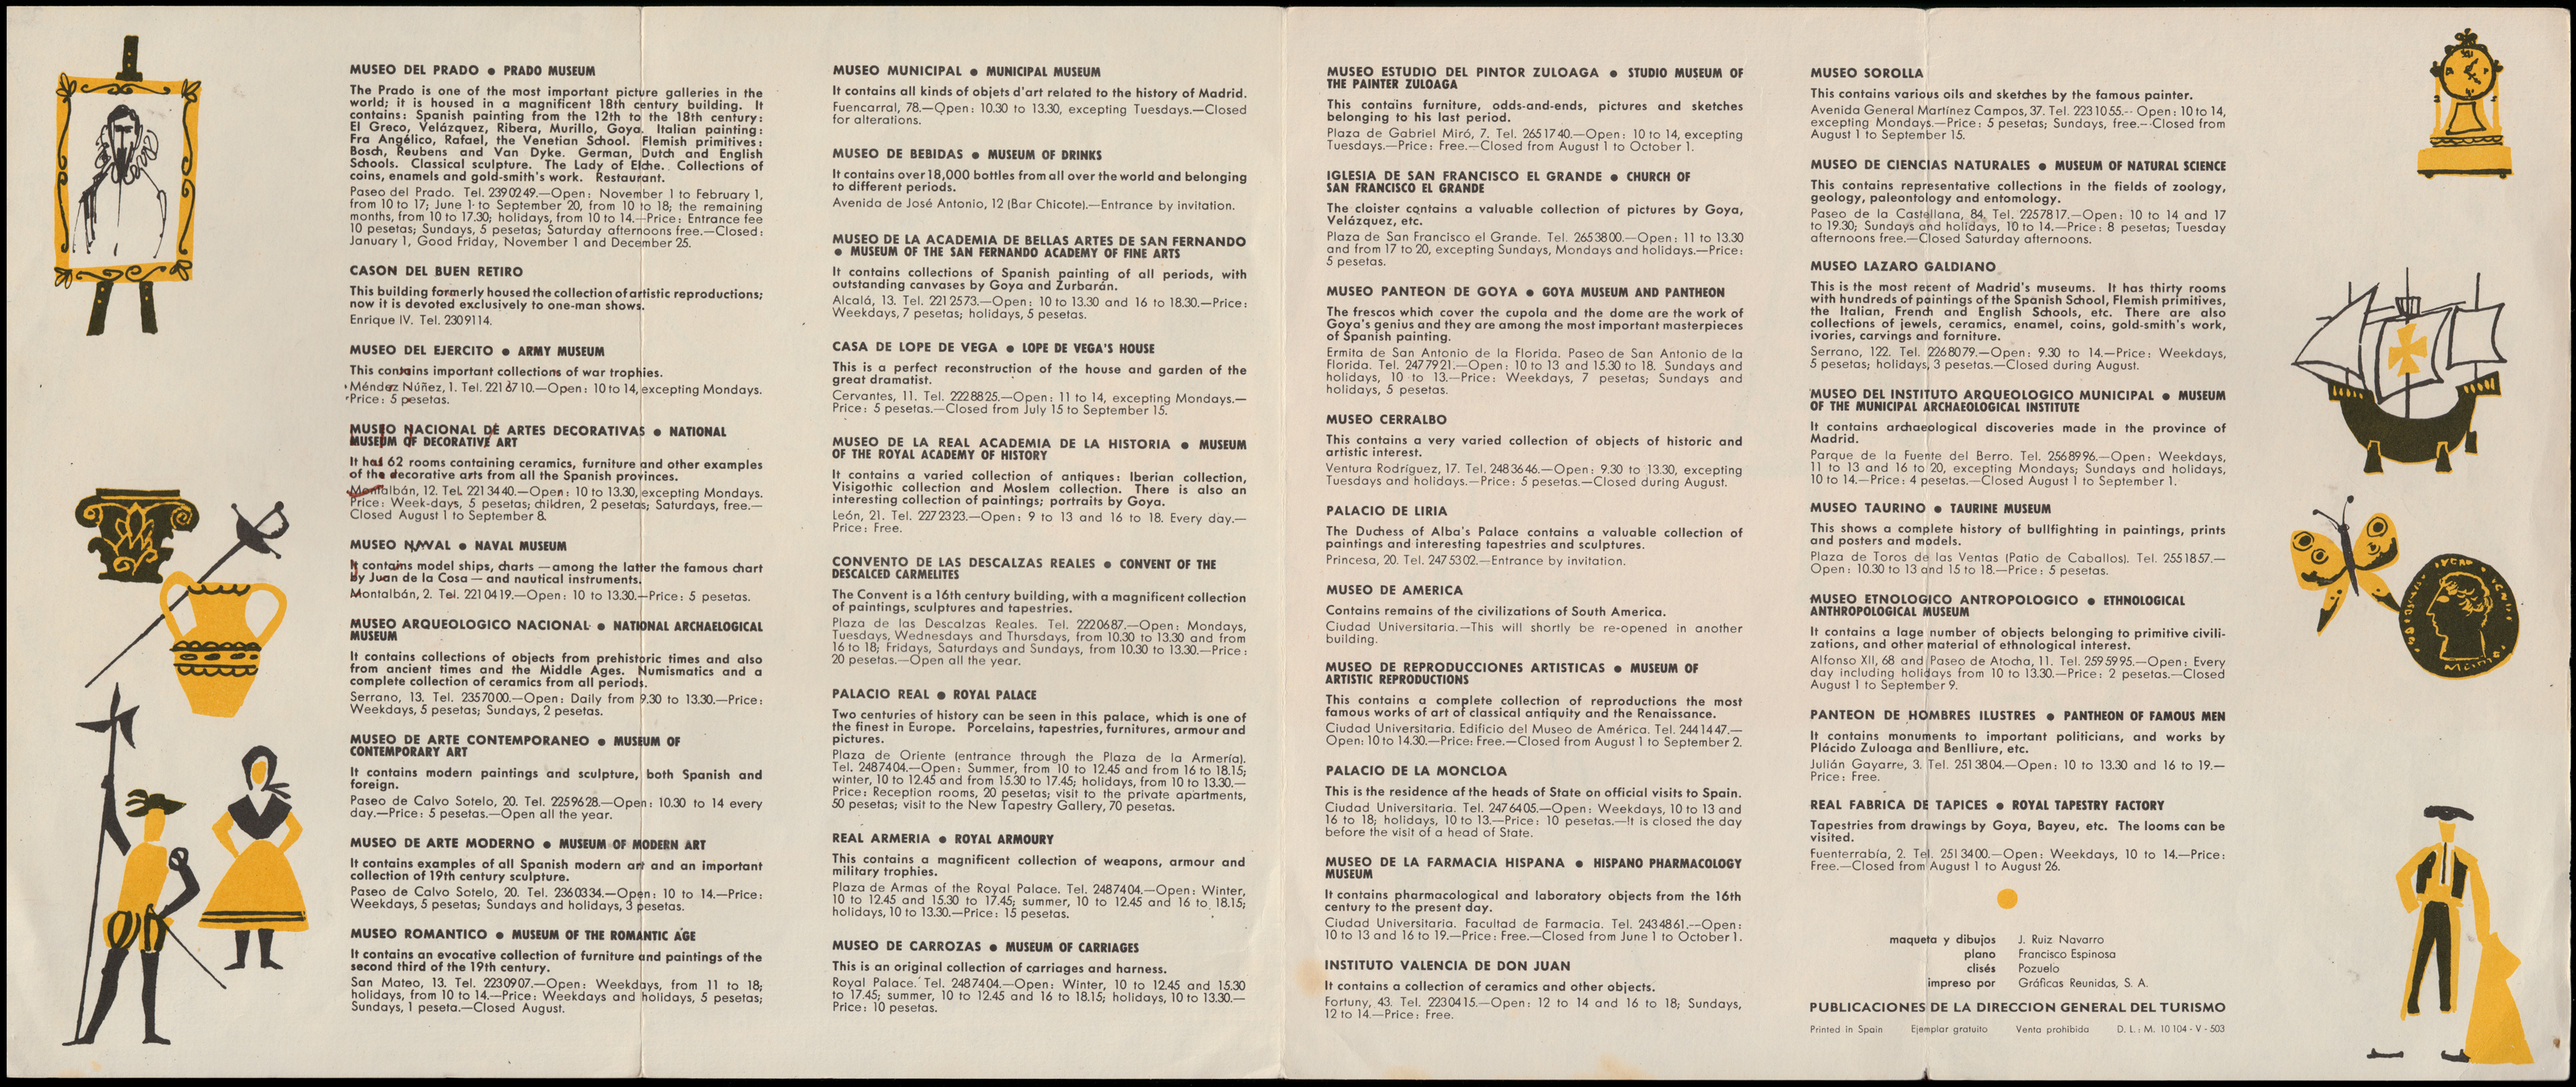 MUSEO DEL PRADO ● PRADO MUSEUM
The Prado is one of the most important picture galleries in the
world; it is housed in a magnificent 18th century building. It
contains: Spanish painting from the 12th to the 18th century:
El Greco, Velázquez, Ribera, Murillo, Goya. Italian painting:
Fra Angélico, Rafael, the Venetian School. Flemish primitives:
Bosch, Reubens and Van Dyke. German, Dutch and English
Schools. Classical sculpture. The Lady of Elche. Collections of
coins, enamels and gold-smith's work. Restaurant.
Paseo del Prado. Tel. 2390249.—Open: November 1 to February 1,
from 10 to 17; June 1 to September 20, from 10 to 18; the remaining
months, from 10 to 17.30; holidays, from 10 to 14.—Price: Entrance fee
10 pesetas; Sundays, 5 pesetas; Saturday afternoons free.—Closed:
January 1, Good Friday, November 1 and December 25.
CASON DEL BUEN RETIRO
This building formerly housed the collection of artistic reproductions;
now it is devoted exclusively to one-man shows.
Enrique IV. Tel. 2309114.
MUSEO DEL EJERCITO ● ARMY MUSEUM
This contains important collections of war trophies.
Méndez Núñez, 1. Tel. 2216710.—Open: 10 to 14, excepting Mondays.
Price: 5 pesetas.
MUSEO NACIONAL DE ARTES DECORATIVAS ● NATIONAL
MUSEUM OF DECORATIVE ART
It has 62 rooms containing ceramics, furniture and other examples
of the decorative arts from all the Spanish provinces.
Montalbán, 12. Tel. 2213440.—Open: 10 to 13.30, excepting Mondays.
Price: Week-days, 5 pesetas; children, 2 pesetas; Saturdays, free.—
Closed August 1 to September 8.
MUSEO NAVAL ● NAVAL MUSEUM
It contains model ships, charts — among the latter the famous chart
by Juan de la Cosa — and nautical instruments.
Montalbán, 2. Tel. 2210419.—Open: 10 to 13.30.—Price: 5 pesetas.
MUSEO ARQUEOLOGICO NACIONAL ● NATIONAL ARCHAELOGICAL
MUSEUM
It contains collections of objects from prehistoric times and also
from ancient times and the Middle Ages. Numismatics and a
complete collection of ceramics from all periods.
Serrano, 13. Tel. 2357000.—Open: Daily from 9.30 to 13.30.—Price:
Weekdays, 5 pesetas; Sundays, 2 pesetas.
MUSEO DE ARTE CONTEMPORANEO ● MUSEUM OF
CONTEMPORARY ART
It contains modern paintings and sculpture, both Spanish and
foreign.
Paseo de Calvo Sotelo, 20. Tel. 2259628.—Open: 10.30 to 14 every
day.—Price: 5 pesetas.—Open all the year.
MUSEO DE ARTE MODERNO ● MUSEUM OF MODERN ART
It contains examples of all Spanish modern art and an important
collection of 19th century sculpture.
Paseo de Calvo Sotelo, 20. Tel. 2360334.—Open: 10 to 14.—Price:
Weekdays, 5 pesetas; Sundays and holidays, 3 pesetas.
MUSEO ROMANTICO ● MUSEUM OF THE ROMANTIC AGE
It contains an evocative collection of furniture and paintings of the
second third of the 19th century.
San Mateo, 13. Tel. 2230907.—Open: Weekdays, from 11 to 18;
holidays, from 10 to 14.—Price: Weekdays and holidays, 5 pesetas;
Sundays, 1 peseta.—Closed August.
MUSEO MUNICIPAL ● MUNICIPAL MUSEUM
It contains all kinds of objets d'art related to the history of Madrid.
Fuencarral, 78.—Open: 10.30 to 13.30, excepting Tuesdays.—Closed
for alterations.
MUSEO DE BEBIDAS ● MUSEUM OF DRINKS
It contains over 18,000 bottles from all over the world and belonging
to different periods.
Avenida de José Antonio, 12 (Bar Chicote).—Entrance by invitation.
MUSEO DE LA ACADEMIA DE BELLAS ARTES DE SAN FERNANDO
● MUSEUM OF THE SAN FERNANDO ACADEMY OF FINE ARTS
It contains collections of Spanish painting of all periods, with
outstanding canvases by Goya and Zurbarán.
Alcalá, 13. Tel. 2212573.—Open: 10 to 13.30 and 16 to 18.30.—Price:
Weekdays, 7 pesetas; holidays, 5 pesetas.
CASA DE LOPE DE VEGA ● LOPE DE VEGA'S HOUSE
This is a perfect reconstruction of the house and garden of the
great dramatist.
Cervantes, 11. Tel. 2228825.—Open: 11 to 14, excepting Mondays.—
Price: 5 pesetas.—Closed from July 15 to September 15.
MUSEO DE LA REAL ACADEMIA DE LA HISTORIA ● MUSEUM
OF THE ROYAL ACADEMY OF HISTORY
It contains a varied collection of antiques: Iberian collection,
Visigothic collection and Moslem collection. There is also an
interesting collection of paintings; portraits by Goya.
León, 21. Tel. 2272323.—Open: 9 to 13 and 16 to 18. Every day.—
Price: Free.
CONVENTO DE LAS DESCALZAS REALES ● CONVENT OF THE
DESCALCED CARMELITES
The Convent is a 16th century building, with a magnificent collection
of paintings, sculptures and tapestries.
Plaza de las Descalzas Reales. Tel. 2220687.—Open: Mondays,
Tuesdays, Wednesdays and Thursdays, from 10.30 to 13.30 and from
16 to 18; Fridays, Saturdays and Sundays, from 10.30 to 13.30.—Price:
20 pesetas.—Open all the year.
PALACIO REAL ● ROYAL PALACE
Two centuries of history can be seen in this palace, which is one of
the finest in Europe. Porcelains, tapestries, furnitures, armour and
pictures.
Plaza de Oriente (entrance through the Plaza de la Armería).
Tel. 2487404.—Open: Summer, from 10 to 12.45 and from 16 to 18.15;
winter, 10 to 12.45 and from 15.30 to 17.45; holidays, from 10 to 13.30.—
Price: Reception rooms, 20 pesetas; visit to the private apartments,
50 pesetas; visit to the New Tapestry Gallery, 70 pesetas.
REAL ARMERIA ● ROYAL ARMOURY
This contains a magnificent collection of weapons, armour and
military trophies.
Plaza de Armas of the Royal Palace. Tel. 2487404.—Open: Winter,
10 to 12.45 and 15.30 to 17.45; summer, 10 to 12.45 and 16 to 18.15;
holidays, 10 to 13.30.—Price: 15 pesetas.
MUSEO DE CARROZAS ● MUSEUM OF CARRIAGES
This is an original collection of carriages and harness.
Royal Palace. Tel. 2487404.—Open: Winter, 10 to 12.45 and 15.30
to 17.45; summer, 10 to 12.45 and 16 to 18.15; holidays, 10 to 13.30.—
Price: 10 pesetas.
MUSEO ESTUDIO DEL PINTOR ZULOAGA ● STUDIO MUSEUM OF
THE PAINTER ZULOAGA
This contains furniture, odds-and-ends, pictures and sketches
belonging to his last period.
Plaza de Gabriel Miró, 7. Tel. 2651740.—Open: 10 to 14, excepting
Tuesdays.—Price: Free.—Closed from August 1 to October 1.
IGLESIA DE SAN FRANCISCO EL GRANDE ● CHURCH OF
SAN FRANCISCO EL GRANDE
The cloister contains a valuable collection of pictures by Goya,
Velázquez, etc.
Plaza de San Francisco el Grande. Tel. 2653800.—Open: 11 to 13.30
and from 17 to 20, excepting Sundays, Mondays and holidays.—Price:
5 pesetas.
MUSEO PANTEON DE GOYA ● GOYA MUSEUM AND PANTHEON
The frescos which cover the cupola and the dome are the work of
Goya's genius and they are among the most important masterpieces
of Spanish painting.
Ermita de San Antonio de la Florida. Paseo de San Antonio de la
Florida. Tel. 2477921.—Open: 10 to 13 and 15.30 to 18. Sundays and
holidays, 10 to 13.—Price: Weekdays, 7 pesetas; Sundays and
holidays, 5 pesetas.
MUSEO CERRALBO
This contains a very varied collection of objects of historic and
artistic interest.
Ventura Rodríguez, 17. Tel. 2483646.—Open: 9.30 to 13.30, excepting
Tuesdays and holidays.—Price: 5 pesetas.—Closed during August.
PALACIO DE LIRIA
The Duchess of Alba's Palace contains a valuable collection of
paintings and interesting tapestries and sculptures.
Princesa, 20. Tel. 2475302.—Entrance by invitation.
MUSEO DE AMERICA
Contains remains of the civilizations of South America.
Ciudad Universitaria.—This will shortly be re-opened in another
building.
MUSEO DE REPRODUCCIONES ARTISTICAS ● MUSEUM OF
ARTISTIC REPRODUCTIONS
This contains a complete collection of reproductions the most
famous works of art of classical antiquity and the Renaissance.
Ciudad Universitaria. Edificio del Museo de América. Tel. 2441447.—
Open: 10 to 14.30.—Price: Free.—Closed from August 1 to September 2.
PALACIO DE LA MONCLOA
This is the residence af the heads of State on official visits to Spain.
Ciudad Universitaria. Tel. 2476405.—Open: Weekdays, 10 to 13 and
16 to 18; holidays, 10 to 13.—Price: 10 pesetas.—It is closed the day
before the visit of a head of State.
MUSEO DE LA FARMACIA HISPANA ● HISPANO PHARMACOLOGY
MUSEUM
It contains pharmacological and laboratory objects from the 16th
century to the present day.
Ciudad Universitaria. Facultad de Farmacia. Tel. 2434861.—Open:
10 to 13 and 16 to 19.—Price: Free.—Closed from June 1 to October 1.
INSTITUTO VALENCIA DE DON JUAN
It contains a collection of ceramics and other objects.
Fortuny, 43. Tel. 2230415.—Open: 12 to 14 and 16 to 18; Sundays,
12 to 14.—Price: Free.
MUSEO SOROLLA
This contains various oils and sketches by the famous painter.
Avenida General Martínez Campos, 37. Tel. 2231055.—Open: 10 to 14,
excepting Mondays.—Price: 5 pesetas; Sundays, free.—Closed from
August 1 to September 15.
MUSEO DE CIENCIAS NATURALES ● MUSEUM OF NATURAL SCIENCE
This contains representative collections in the fields of zoology,
geology, paleontology and entomology.
Paseo de la Castellana, 84. Tel. 2257817.—Open: 10 to 14 and 17
to 19.30; Sundays and holidays, 10 to 14.—Price: 8 pesetas; Tuesday
afternoons free.—Closed Saturday afternoons.
MUSEO LAZARO GALDIANO
This is the most recent of Madrid's museums. It has thirty rooms
with hundreds of paintings of the Spanish School, Flemish primitives,
the Italian, French and English Schools, etc. There are also
collections of jewels, ceramics, enamel, coins, gold-smith's work,
ivories, carvings and forniture.
Serrano, 122. Tel. 2268079.—Open: 9.30 to 14.—Price: Weekdays,
5 pesetas; holidays, 3 pesetas.—Closed during August.
MUSEO DEL INSTITUTO ARQUEOLOGICO MUNICIPAL ● MUSEUM
OF THE MUNICIPAL ARCHAEOLOGICAL INSTITUTE
It contains archaeological discoveries made in the province of
Madrid.
Parque de la Fuente del Berro. Tel. 2568996.—Open: Weekdays,
11 to 13 and 16 to 20, excepting Mondays; Sundays and holidays,
10 to 14.—Price: 4 pesetas.—Closed August 1 to September 1.
MUSEO TAURINO ● TAURINE MUSEUM
This shows a complete history of bullfighting in paintings, prints
and posters and models.
Plaza de Toros de las Ventas (Patio de Caballos). Tel. 2551857.—
Open: 10.30 to 13 and 15 to 18.—Price: 5 pesetas.
MUSEO ETNOLOGICO ANTROPOLOGICO ● ETHNOLOGICAL
ANTHROPOLOGICAL MUSEUM
It contains a lage number of objects belonging to primitive civili-
zations, and other material of ethnological interest.
Alfonso XII, 68 and Paseo de Atocha, 11. Tel. 2595995.—Open: Every
day including holidays from 10 to 13.30.—Price: 2 pesetas.—Closed
August 1 to September 9.
PANTEON DE HOMBRES ILUSTRES ● PANTHEON OF FAMOUS MEN
It contains monuments to important politicians, and works by
Plácido Zuloaga and Benlliure, etc.
Julián Gayarre, 3. Tel. 2513804.—Open: 10 to 13.30 and 16 to 19.—
Price: Free.
REAL FABRICA DE TAPICES ● ROYAL TAPESTRY FACTORY
Tapestries from drawings by Goya, Bayeu, etc. The looms can be
visited.
Fuenterrabía, 2. Tel. 2513400.—Open: Weekdays, 10 to 14.—Price:
Free.—Closed from August 1 to August 26.
maqueta y dibujos J. Ruiz Navarro
plano Francisco Espinosa
clisés Pozuelo
impreso por Gráficas Reunidas, S. A.
PUBLICACIONES DE LA DIRECCION GENERAL DEL TURISMO
Printed in Spain Ejemplar gratuito Venta prohibida D. L.: M. 10104 - V - 503